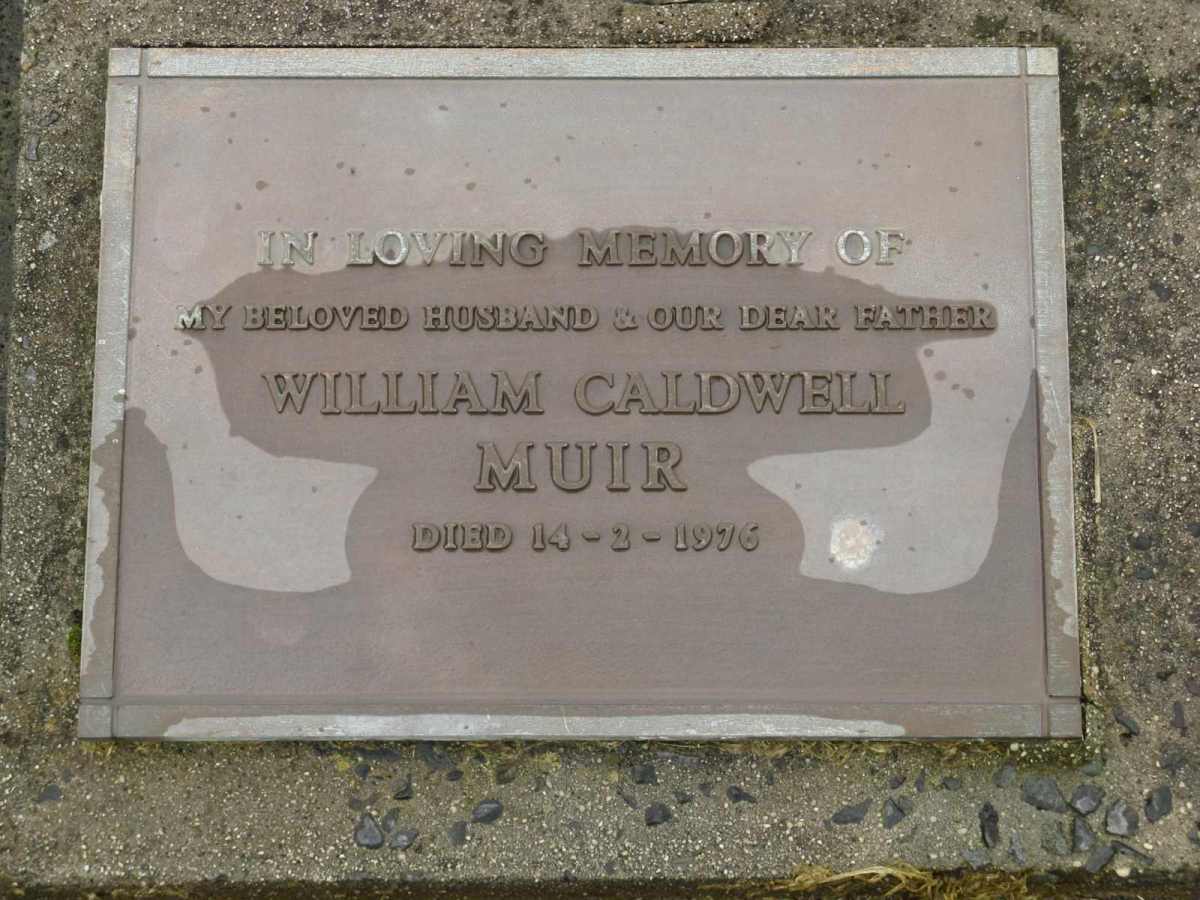 IN LOVING MEMORY OF
MY BELOVED HUSBAND & OUR DEAR FATHER
WILLIAM CALDWELL
MUIR
DIED 14-2-1976